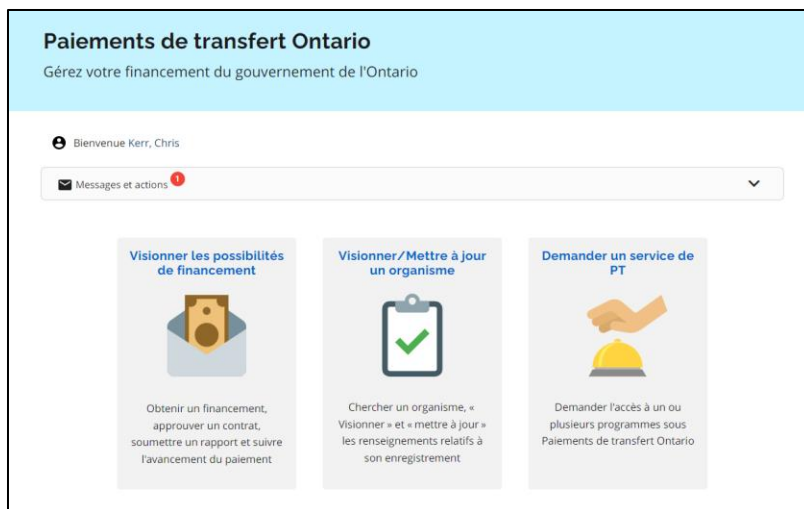 Paiements de transfert Ontario
Gérez votre financement du gouvernement de l'Ontario
Bienvenue Kerr, Chris
Messages et actions 1
Visionner les possibilités
de financement
Obtenir un financement,
approuver un contrat,
soumettre un rapport et suivre
l'avancement du paiement
Visionner/Mettre à jour
un organisme
Chercher un organisme, «
Visionner » et « mettre à jour »
les renseignements relatifs à
son enregistrement
Demander un service de
PT
Demander l'accès à un ou
plusieurs programmes sous
Paiements de transfert Ontario